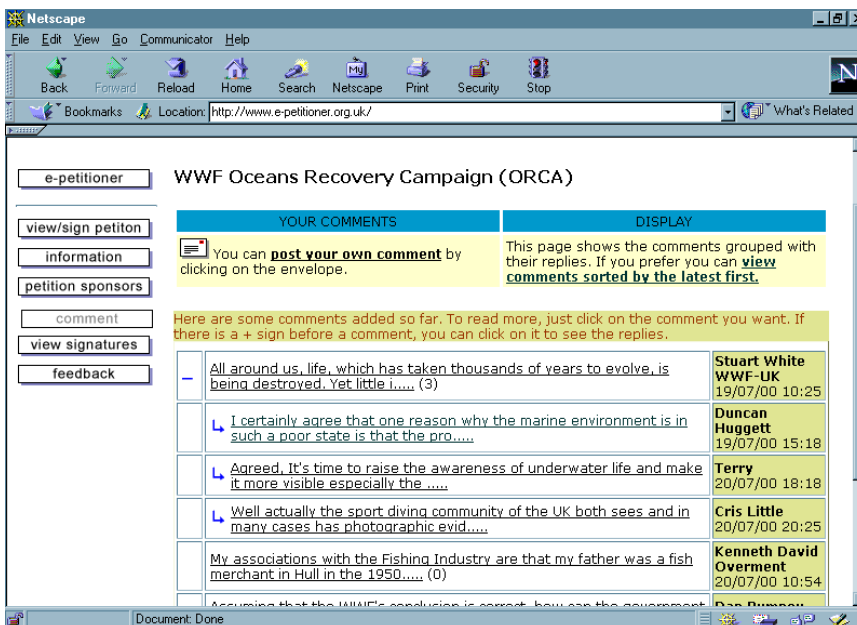 Netscape
File Edit View Go Communicator Help
My
Back Forward Reload Home Search Netscape Print Security Stop
N
Bookmarks Location: http://www.e-petitioner.org.uk/ What's Related
e-petitioner
WWF Oceans Recovery Campaign (ORCA)
view/sign petiton
information
petition sponsors
comment
view signatures
feedback
YOUR COMMENTS
You can post your own comment by
clicking on the envelope.
DISPLAY
This page shows the comments grouped with
their replies. If you prefer you can view
comments sorted by the latest first.
Here are some comments added so far. To read more, just click on the comment you want. If
there is a + sign before a comment, you can click on it to see the replies.
All around us, life, which has taken thousands of years to evolve, is
being destroyed. Yet little i..... (3)
Stuart White
WWF-UK
19/07/00 10:25
I certainly agree that one reason why the marine environment is in
such a poor state is that the pro.....
Duncan
Huggett
19/07/00 15:18
Agreed, It's time to raise the awareness of underwater life and make
it more visible especially the .....
Terry
20/07/00 18:18
Well actually the sport diving community of the UK both sees and in
many cases has photographic evid.....
Cris Little
20/07/00 20:25
My associations with the Fishing Industry are that my father was a fish
merchant in Hull in the 1950..... (0)
Kenneth David
Overment
20/07/00 10:54
Assuming that the WWF's conclusion is correct, how can the government
Document: Done